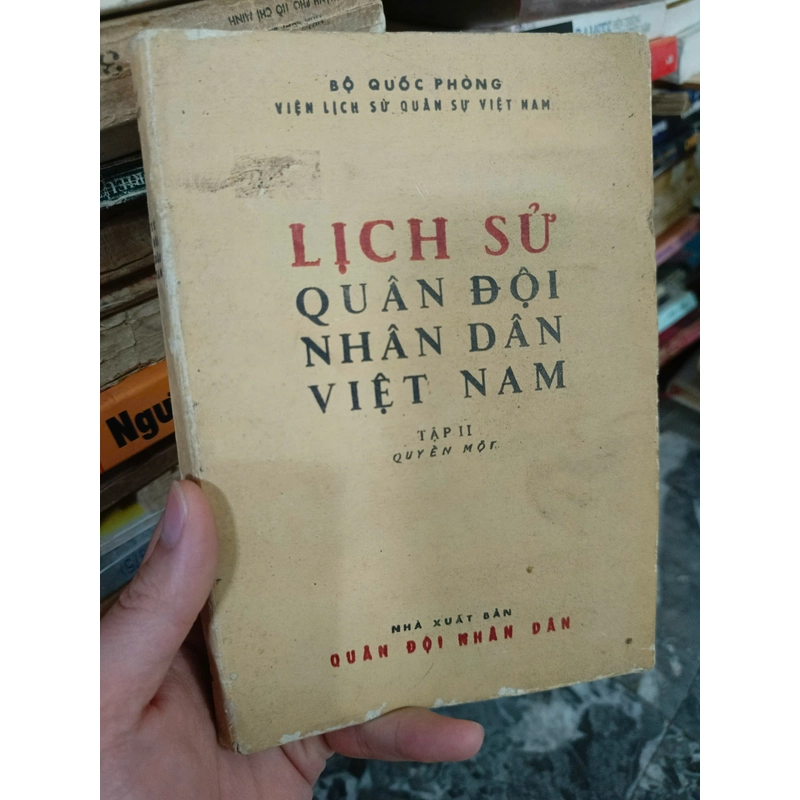 BỘ QUỐC PHÒNG
VIỆN LỊCH SỬ QUÂN SỰ VIỆT NAM
LỊCH SỬ
QUÂN ĐỘI
NHÂN DÂN
VIỆT NAM
TẬP II
QUYỂN MỘT
NHÀ XUẤT BẢN
QUÂN ĐỘI NHÂN DÂN
Ngư